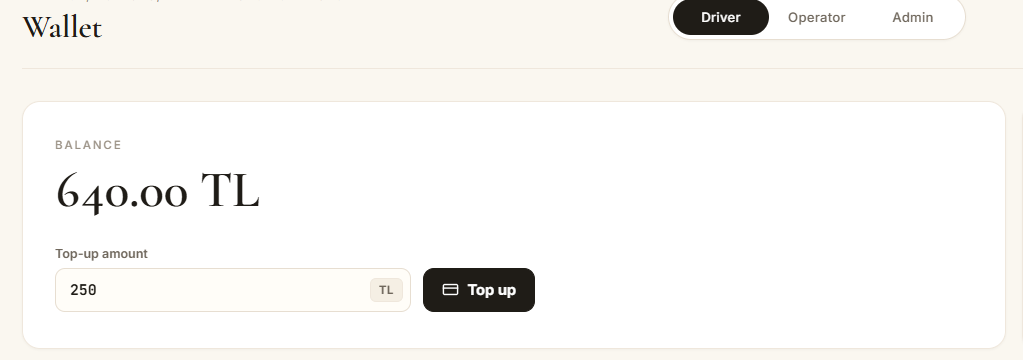 Wallet
Driver Operator Admin
BALANCE
640.00 TL
Top-up amount
250 TL Top up